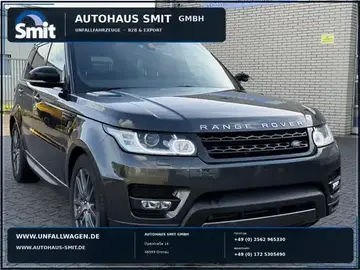 Smit
AUTOHAUS SMIT GMBH
UNFALLFAHRZEUGE - B2B & EXPORT
RANGE ROVER
WWW.UNFALLWAGEN.DE
WWW.AUTOHAUS-SMIT.DE
AUTOHAUS SMIT GMBH
48599 Gronau
+49 (0) 2562 965330
+49 (0) 172 5305490